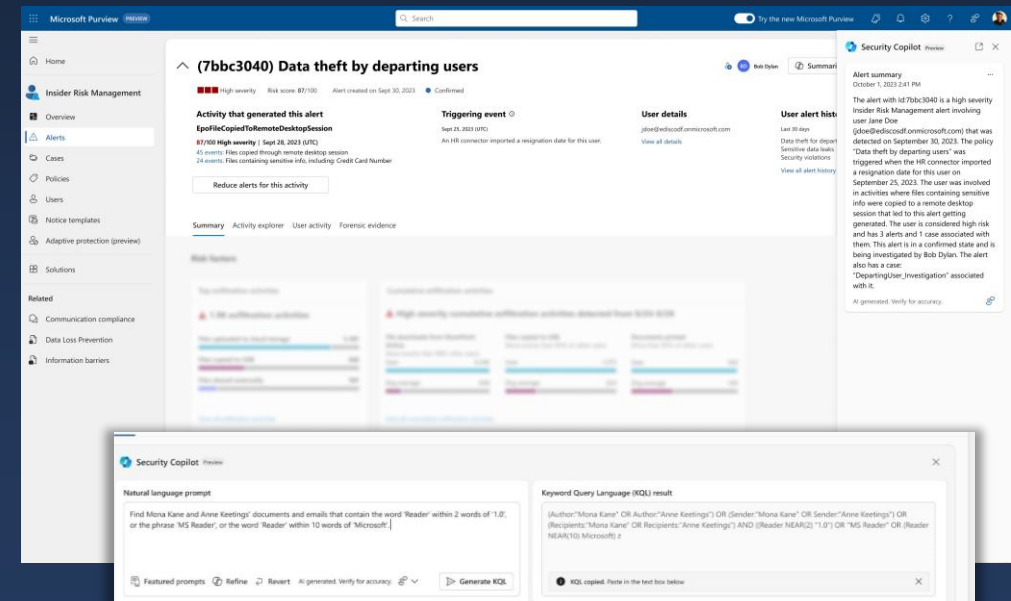 Microsoft Purview PREVIEW
Search
Try the new Microsoft Purview
Home
Insider Risk Management
Overview
Alerts
Cases
Policies
Users
Notice templates
Adaptive protection (preview)
Solutions
Related
Communication compliance
Data Loss Prevention
Information barriers
(7bbc3040) Data theft by departing users
Bob Dylan
Summari
High severity Risk score: 87/100 Alert created on Sept 30, 2023 Confirmed
Activity that generated this alert
EpoFileCopiedToRemoteDesktopSession
87/100 High severity | Sept 28, 2023 (UTC)
45 events: Files copied through remote desktop session
24 events: Files containing sensitive info, including: Credit Card Number
Reduce alerts for this activity
Triggering event
Sept 25, 2023 (UTC)
An HR connector imported a resignation date for this user.
User details
jdoe@ediscosdf.onmicrosoft.com
View all details
User alert histo
Last 30 days
Data theft for depart
Sensitive data leaks
Security violations
View all alert history
Summary Activity explorer User activity Forensic evidence
Risk factors
Top exfiltration activities
Cumulative exfiltration activities
Security Copilot Preview
Alert summary
October 1, 2023 2:41 PM
The alert with Id:7bbc3040 is a high severity
Insider Risk Management alert involving
user Jane Doe
(jdoe@ediscosdf.onmicrosoft.com) that was
detected on September 30, 2023. The policy
"Data theft by departing users" was
triggered when the HR connector imported
a resignation date for this user on
September 25, 2023. The user was involved
in activities where files containing sensitive
info were copied to a remote desktop
session that led to this alert getting
generated. The user is considered high risk
and has 3 alerts and 1 case associated with
them. This alert is in a confirmed state and is
being investigated by Bob Dylan. The alert
also has a case:
"DepartingUser_Investigation" associated
with it.
AI generated. Verify for accuracy.
Security Copilot Preview
Natural language prompt
Find Mona Kane and Anne Keetings' documents and emails that contain the word 'Reader' within 2 words of '1.0',
or the phrase 'MS Reader', or the word 'Reader' within 10 words of 'Microsoft'.
Featured prompts Refine Revert AI generated. Verify for accuracy. Generate KQL
Keyword Query Language (KQL) result
(Author:"Mona Kane" OR Author:"Anne Keetings") OR (Sender:"Mona Kane" OR Sender:"Anne Keetings") OR
(Recipients:"Mona Kane" OR Recipients:"Anne Keetings") AND ((Reader NEAR(2) "1.0") OR "MS Reader" OR (Reader
NEAR(10) Microsoft) z
KQL copied. Paste in the text box below